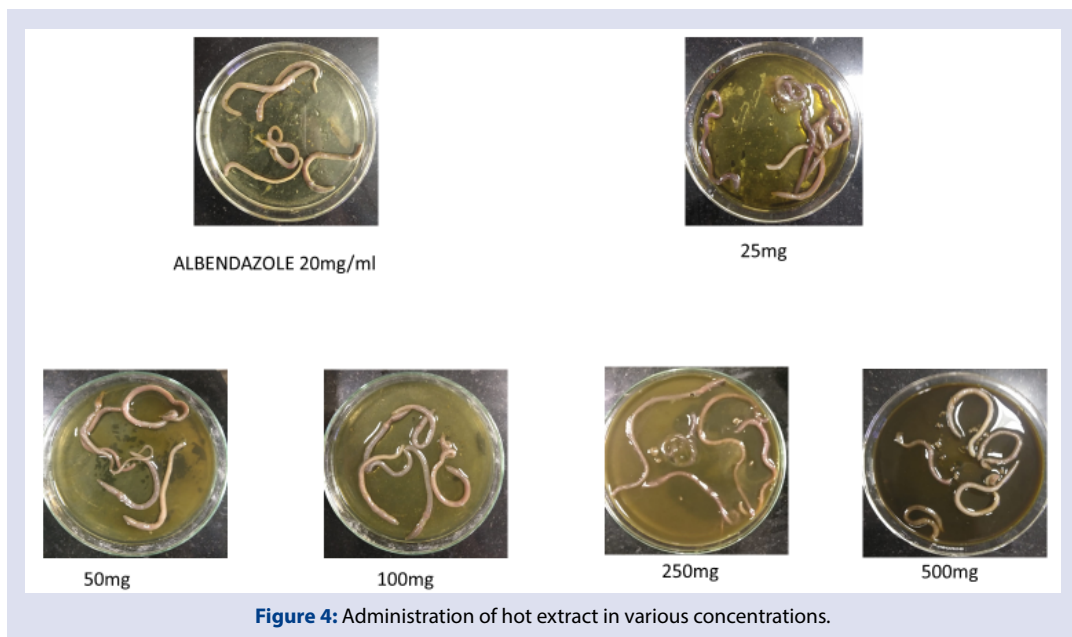 ALBENDAZOLE 20mg/ml
25mg
50mg
100mg
250mg
500mg
Figure 4: Administration of hot extract in various concentrations.